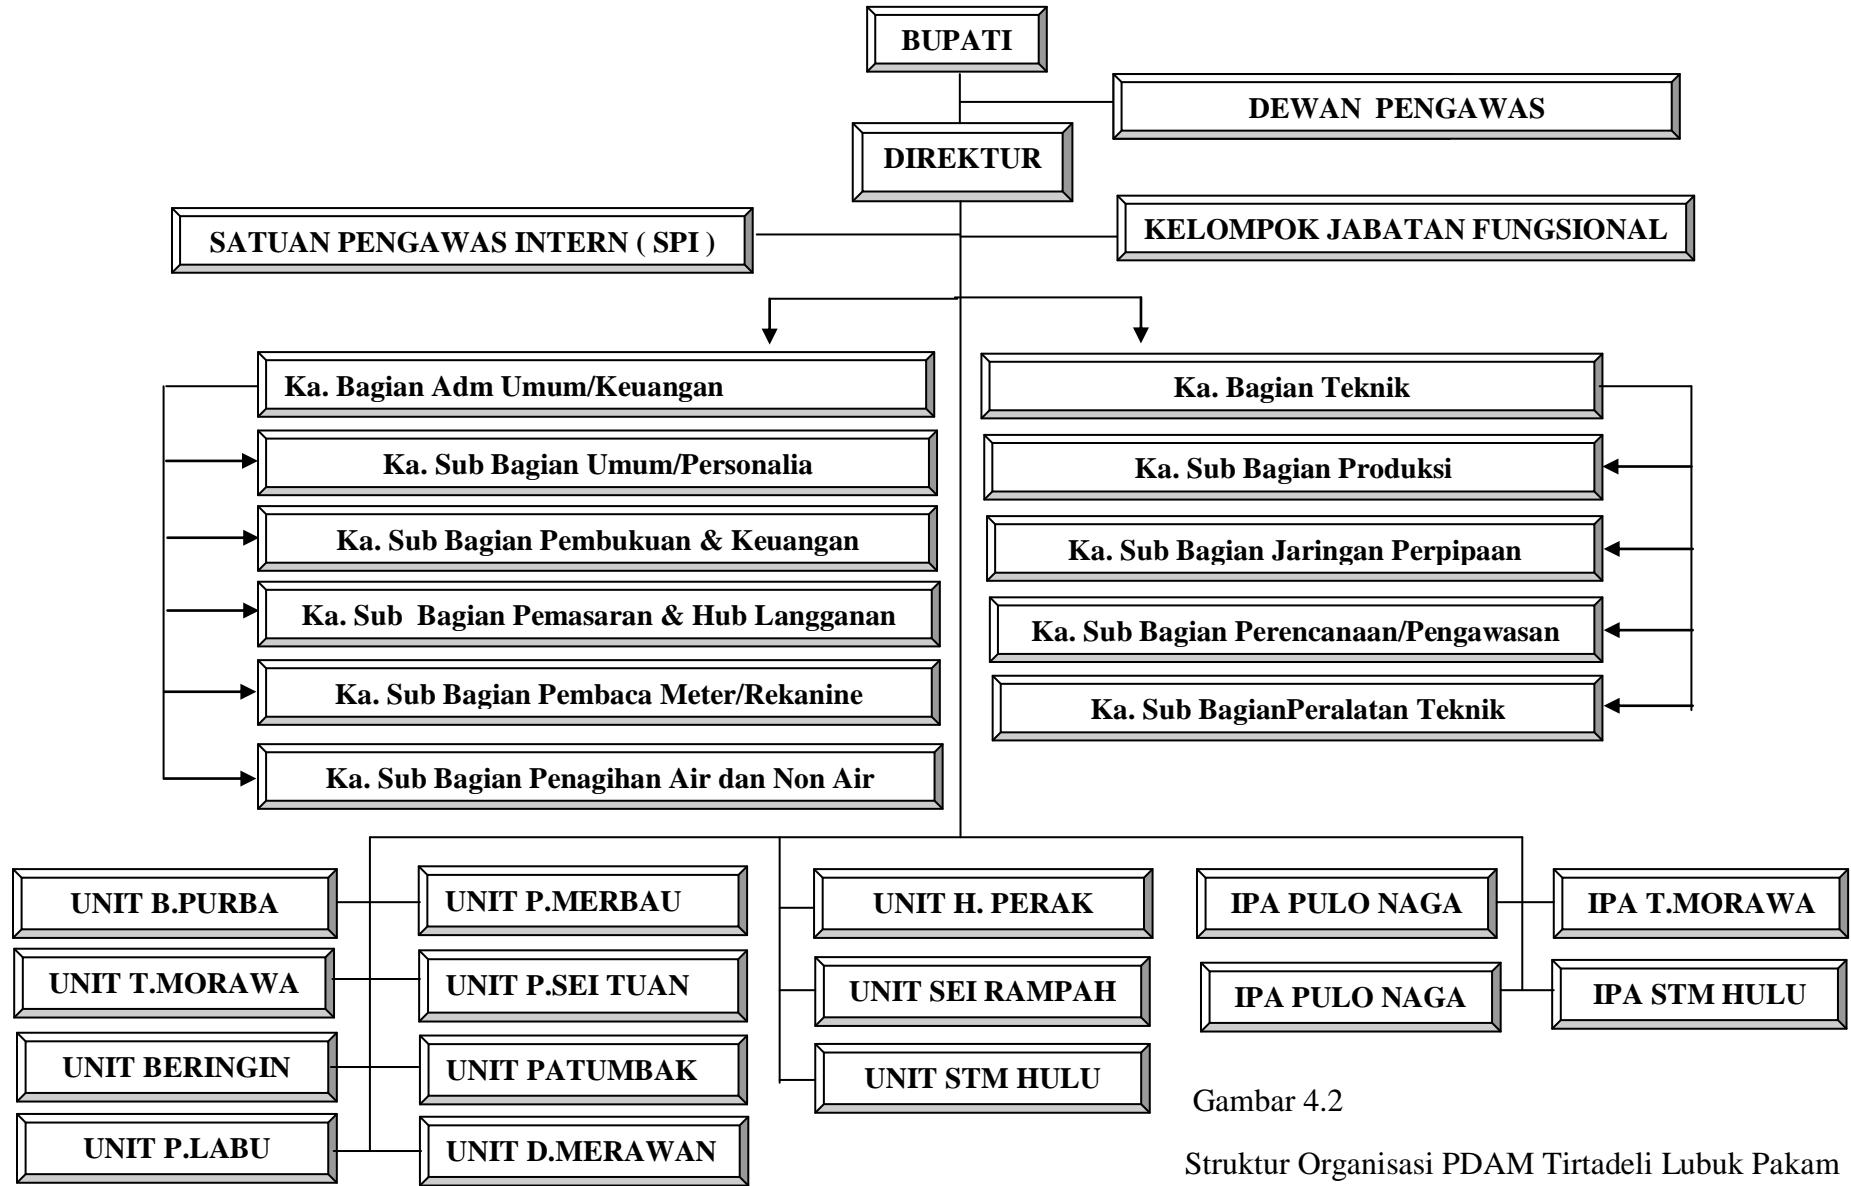 BUPATI
DEWAN PENGAWAS
DIREKTUR
SATUAN PENGAWAS INTERN ( SPI )
KELOMPOK JABATAN FUNGSIONAL
Ka. Bagian Adm Umum/Keuangan
Ka. Sub Bagian Umum/Personalia
Ka. Sub Bagian Pembukuan & Keuangan
Ka. Sub Bagian Pemasaran & Hub Langganan
Ka. Sub Bagian Pembaca Meter/Rekanine
Ka. Sub Bagian Penagihan Air dan Non Air
Ka. Bagian Teknik
Ka. Sub Bagian Produksi
Ka. Sub Bagian Jaringan Perpipaan
Ka. Sub Bagian Perencanaan/Pengawasan
Ka. Sub BagianPeralatan Teknik
UNIT B.PURBA
UNIT T.MORAWA
UNIT BERINGIN
UNIT P.LABU
UNIT P.MERBAU
UNIT P.SEI TUAN
UNIT PATUMBAK
UNIT D.MERAWAN
UNIT H. PERAK
UNIT SEI RAMPAH
UNIT STM HULU
IPA PULO NAGA
IPA PULO NAGA
IPA T.MORAWA
IPA STM HULU
Gambar 4.2
Struktur Organisasi PDAM Tirtadeli Lubuk Pakam